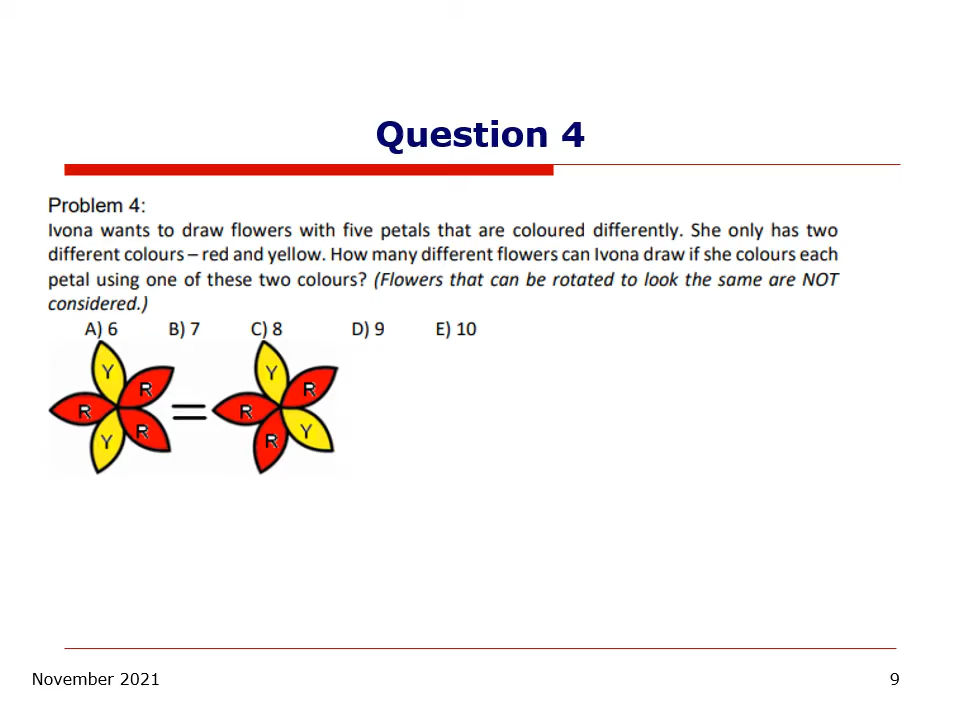 Question 4
Problem 4:
Ivona wants to draw flowers with five petals that are coloured differently. She only has two
different colours – red and yellow. How many different flowers can Ivona draw if she colours each
petal using one of these two colours? (Flowers that can be rotated to look the same are NOT
considered.)
A) 6 B) 7 C) 8 D) 9 E) 10
Y R R Y R = Y R Y R R
November 2021 9